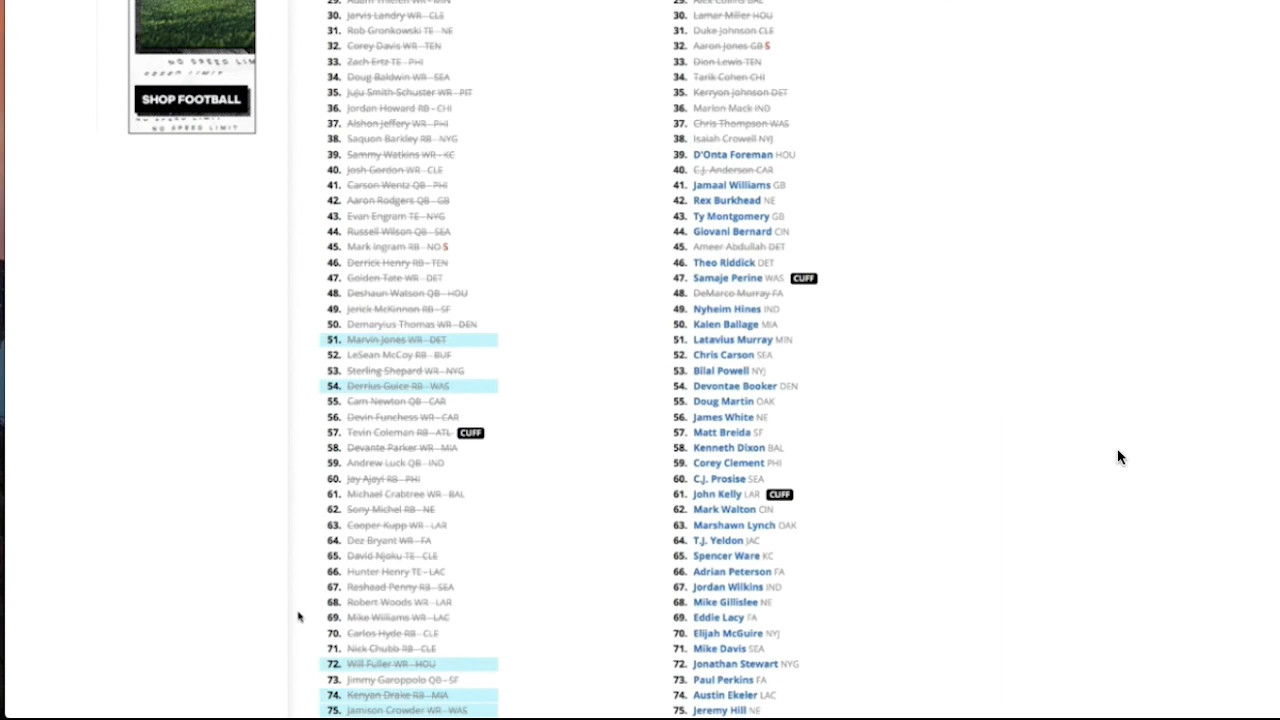 NO SPEED LIM
SPEED LIMIT
SHOP FOOTBALL
NO SPEED LIMIT
NO SPEED LIMIT
29. Adam Thielen WR - MIN
30. Jarvis Landry WR - CLE
31. Rob Gronkowski TE - NE
32. Corey Davis WR - TEN
33. Zach Ertz TE - PHI
34. Doug Baldwin WR - SEA
35. Juju Smith-Schuster WR - PIT
36. Jordan Howard RB - CHI
37. Alshon Jeffery WR - PHI
38. Saquon Barkley RB - NYG
39. Sammy Watkins WR - KC
40. Josh Gordon WR - CLE
41. Carson Wentz QB - PHI
42. Aaron Rodgers QB - GB
43. Evan Engram TE - NYG
44. Russell Wilson QB - SEA
45. Mark Ingram RB - NO S
46. Derrick Henry RB - TEN
47. Golden Tate WR - DET
48. Deshaun Watson QB - HOU
49. Jerick McKinnon RB - SF
50. Demaryius Thomas WR - DEN
51. Marvin Jones WR - DET
52. LeSean McCoy RB - BUF
53. Sterling Shepard WR - NYG
54. Derrius Guice RB - WAS
55. Cam Newton QB - CAR
56. Devin Funchess WR - CAR
57. Tevin Coleman RB - ATL CUFF
58. Devante Parker WR - MIA
59. Andrew Luck QB - IND
60. Jay Ajayi RB - PHI
61. Michael Crabtree WR - BAL
62. Sony Michel RB - NE
63. Cooper Kupp WR - LAR
64. Dez Bryant WR - FA
65. David Njoku TE - CLE
66. Hunter Henry TE - LAC
67. Rashaad Penny RB - SEA
68. Robert Woods WR - LAR
69. Mike Williams WR - LAC
70. Carlos Hyde RB - CLE
71. Nick Chubb RB - CLE
72. Will Fuller WR - HOU
73. Jimmy Garoppolo QB - SF
74. Kenyan Drake RB - MIA
75. Jamison Crowder WR - WAS
29. Alex Collins BAL
30. Lamar Miller HOU
31. Duke Johnson CLE
32. Aaron Jones GB S
33. Dion Lewis TEN
34. Tarik Cohen CHI
35. Kerryon Johnson DET
36. Marlon Mack IND
37. Chris Thompson WAS
38. Isaiah Crowell NYJ
39. D'Onta Foreman HOU
40. C.J. Anderson CAR
41. Jamaal Williams GB
42. Rex Burkhead NE
43. Ty Montgomery GB
44. Giovani Bernard CIN
45. Ameer Abdullah DET
46. Theo Riddick DET
47. Samaje Perine WAS CUFF
48. DeMarco Murray FA
49. Nyheim Hines IND
50. Kalen Ballage MIA
51. Latavius Murray MIN
52. Chris Carson SEA
53. Bilal Powell NYJ
54. Devontae Booker DEN
55. Doug Martin OAK
56. James White NE
57. Matt Breida SF
58. Kenneth Dixon BAL
59. Corey Clement PHI
60. C.J. Prosise SEA
61. John Kelly LAR CUFF
62. Mark Walton CIN
63. Marshawn Lynch OAK
64. T.J. Yeldon JAC
65. Spencer Ware KC
66. Adrian Peterson FA
67. Jordan Wilkins IND
68. Mike Gillislee NE
69. Eddie Lacy FA
70. Elijah McGuire NYJ
71. Mike Davis SEA
72. Jonathan Stewart NYG
73. Paul Perkins FA
74. Austin Ekeler LAC
75. Jeremy Hill NE